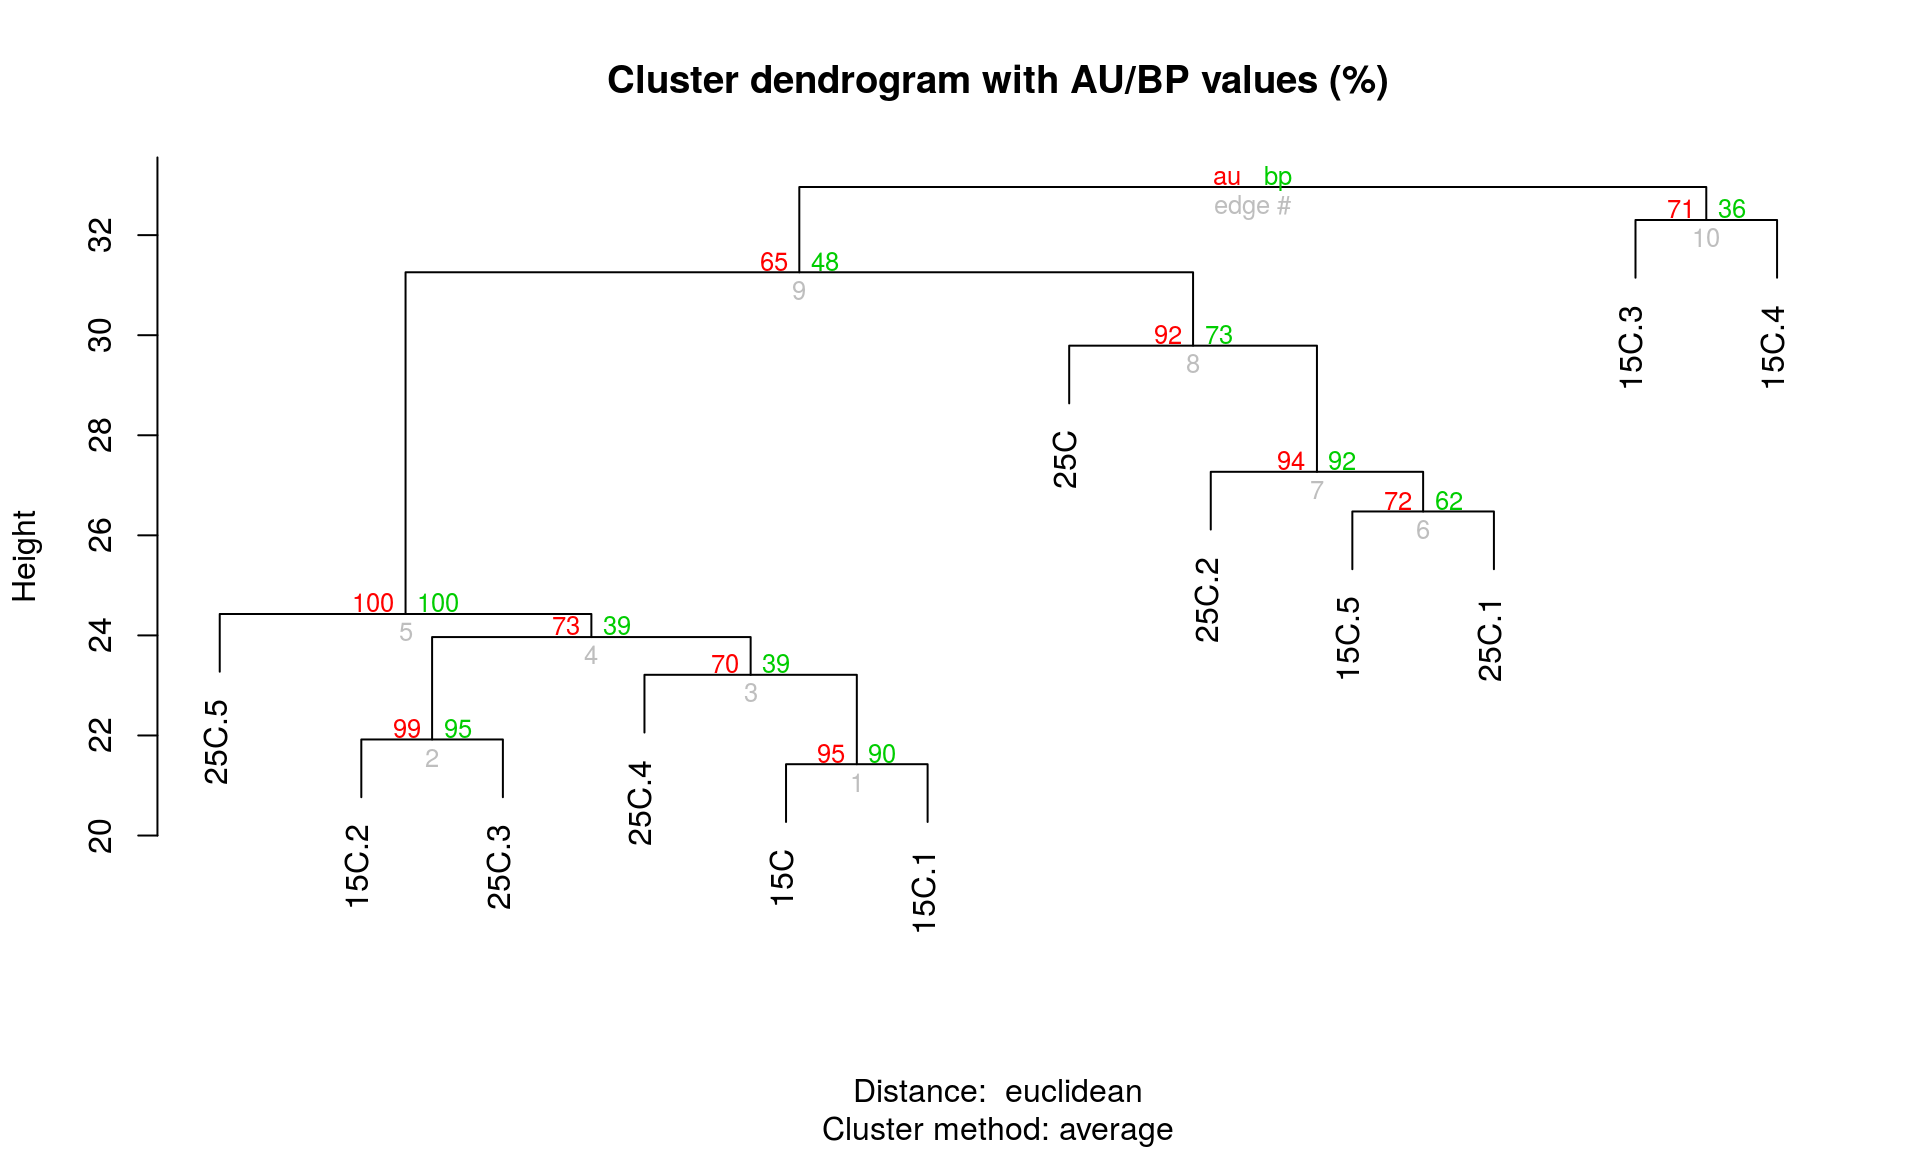 Cluster dendrogram with AU/BP values (%)
au bp
edge #
71 36
10
65 48
9
92 73
8
94 92
7
72 62
6
100 100
5
73 39
4
70 39
3
99 95
2
95 90
1
Height
32
30
28
26
24
22
20
25C.5
15C.2
25C.3
25C.4
15C
15C.1
25C
25C.2
15C.5
25C.1
15C.3
15C.4
Distance: euclidean
Cluster method: average